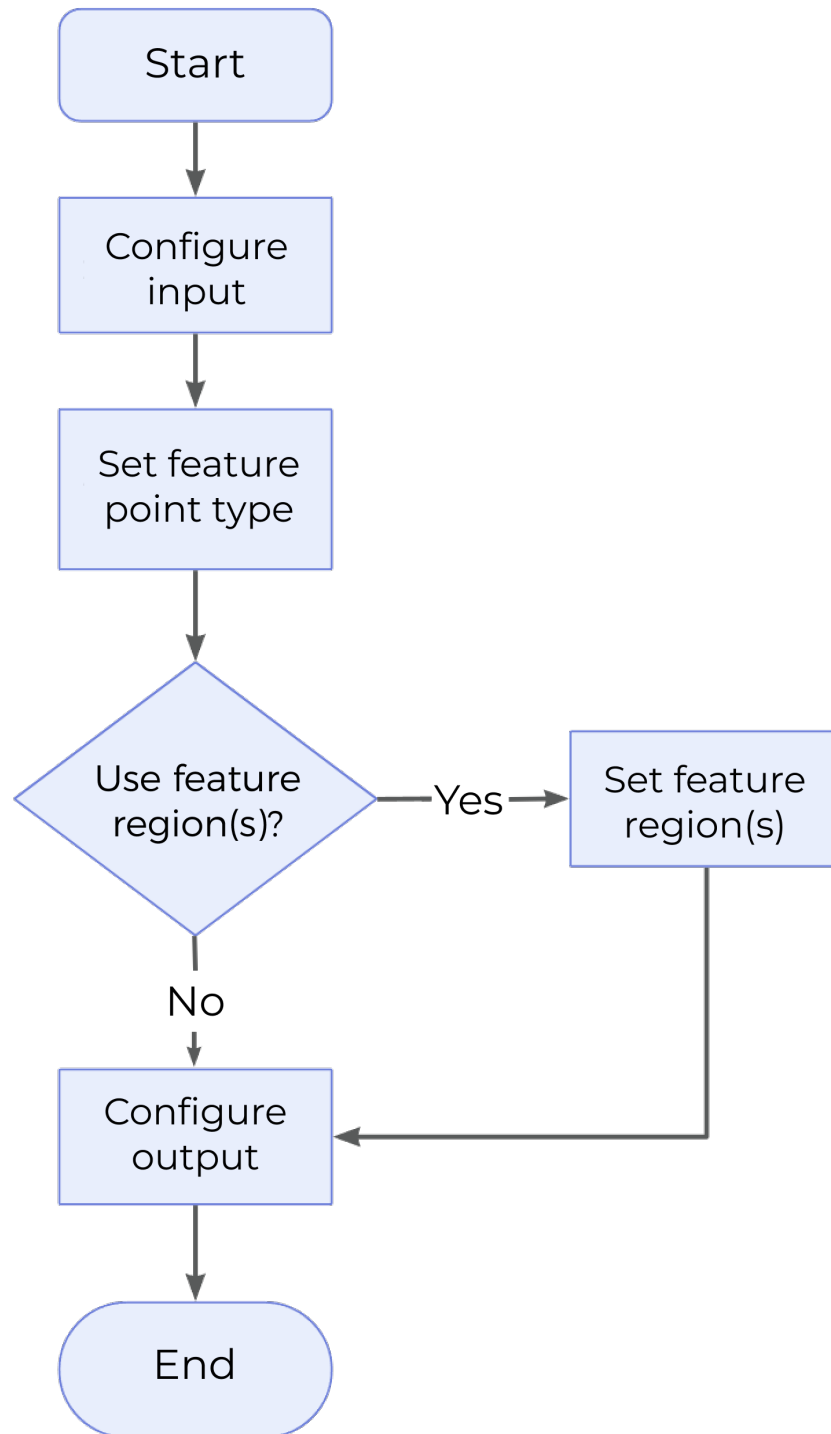 Start
Configure
input
Set feature
point type
Use feature
region(s)?
Yes
Set feature
region(s)
No
Configure
output
End